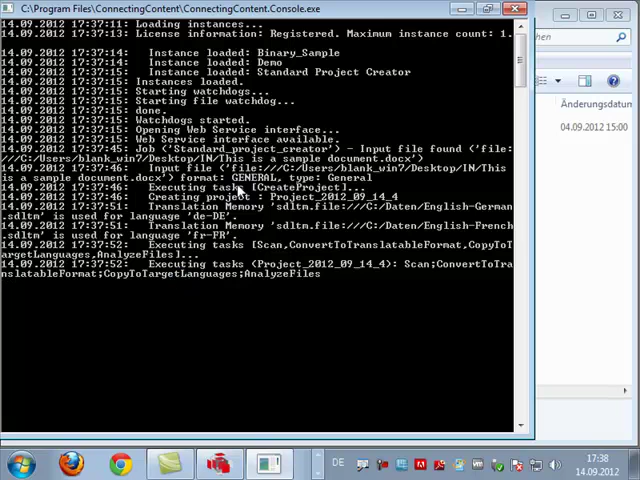 C:\Program Files\ConnectingContent\ConnectingContent.Console.exe
14.09.2012 17:37:11: Loading instances...
14.09.2012 17:37:13: License information: Registered. Maximum instance count: 1.
14.09.2012 17:37:14:   Instance loaded: Binary_Sample
14.09.2012 17:37:14:   Instance loaded: Demo
14.09.2012 17:37:15:   Instance loaded: Standard Project Creator
14.09.2012 17:37:15: Instances loaded.
14.09.2012 17:37:15: Starting watchdogs...
14.09.2012 17:37:15: Starting file watchdog...
14.09.2012 17:37:15: done.
14.09.2012 17:37:15: Watchdogs started.
14.09.2012 17:37:15: Opening Web Service interface...
14.09.2012 17:37:15: Web Service interface available.
14.09.2012 17:37:45: Job ('Standard_project_creator') - Input file found ('file:
///C:/Users/blank_win7/Desktop/IN/This is a sample document.docx')
14.09.2012 17:37:46:   Input file ('file:///C:/Users/blank_win7/Desktop/IN/This
is a sample document.docx') format: GENERAL, type: General
14.09.2012 17:37:46:   Executing tasks [CreateProject]...
14.09.2012 17:37:46:   Creating project : Project_2012_09_14_4
14.09.2012 17:37:51:   Translation Memory 'sdltm.file:///C:/Daten/English-German
.sdltm' is used for language 'de-DE'.
14.09.2012 17:37:51:   Translation Memory 'sdltm.file:///C:/Daten/English-French
.sdltm' is used for language 'fr-FR'.
14.09.2012 17:37:52:   Executing tasks [Scan,ConvertToTranslatableFormat,CopyToT
argetLanguages,AnalyzeFiles]...
14.09.2012 17:37:52:   Executing tasks (Project_2012_09_14_4): Scan;ConvertToTra
nslatableFormat;CopyToTargetLanguages;AnalyzeFiles
Änderungsdatum
04.09.2012 15:00
DE
17:38
14.09.2012